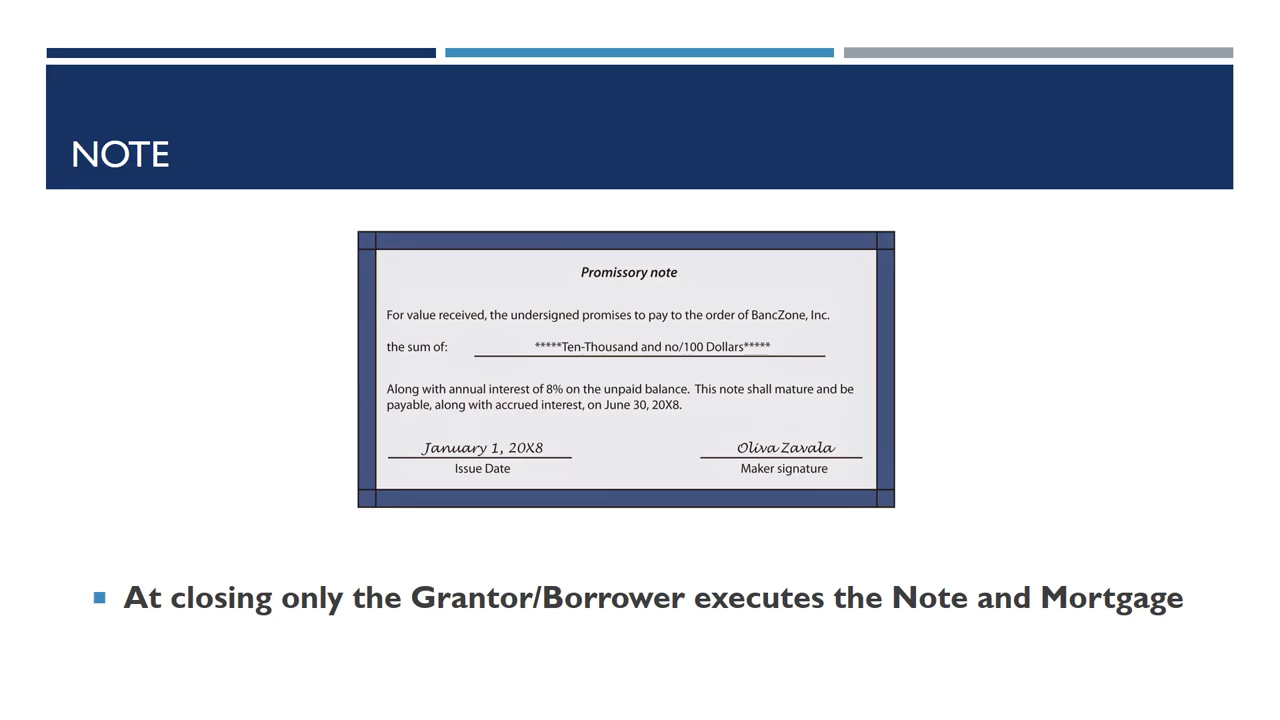 NOTE
Promissory note
For value received, the undersigned promises to pay to the order of BancZone, Inc.
the sum of: *****Ten-Thousand and no/100 Dollars*****
Along with annual interest of 8% on the unpaid balance. This note shall mature and be
payable, along with accrued interest, on June 30, 20X8.
January 1, 20X8 Oliva Zavala
Issue Date Maker signature
At closing only the Grantor/Borrower executes the Note and Mortgage